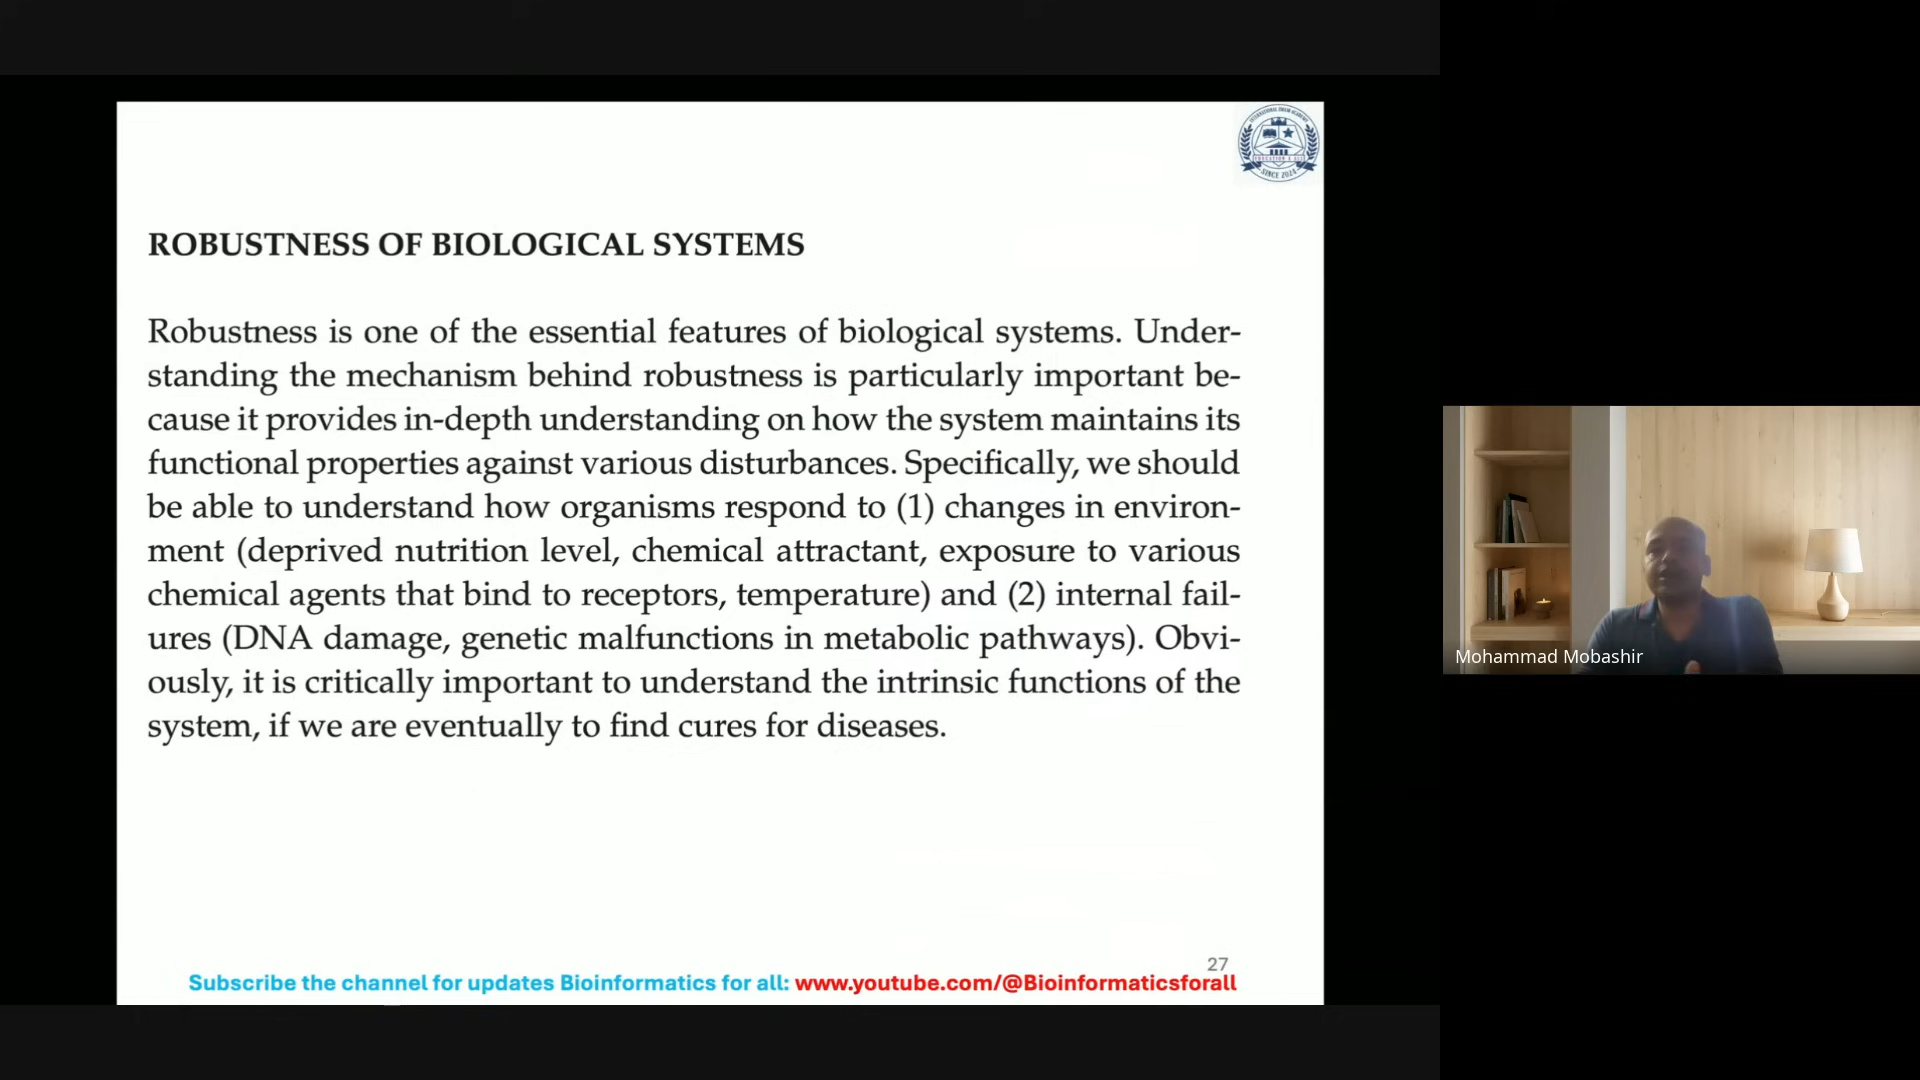 ROBUSTNESS OF BIOLOGICAL SYSTEMS
Robustness is one of the essential features of biological systems. Under-
standing the mechanism behind robustness is particularly important be-
cause it provides in-depth understanding on how the system maintains its
functional properties against various disturbances. Specifically, we should
be able to understand how organisms respond to (1) changes in environ-
ment (deprived nutrition level, chemical attractant, exposure to various
chemical agents that bind to receptors, temperature) and (2) internal fail-
ures (DNA damage, genetic malfunctions in metabolic pathways). Obvi-
ously, it is critically important to understand the intrinsic functions of the
system, if we are eventually to find cures for diseases.
27
Subscribe the channel for updates Bioinformatics for all: www.youtube.com/@Bioinformaticsforall
Mohammad Mobashir
SINCE 2024